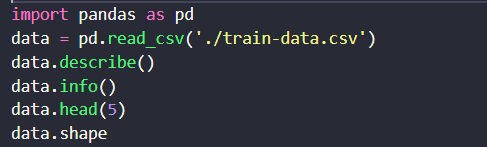 import pandas as pd
data = pd.read_csv('./train-data.csv')
data.describe()
data.info()
data.head(5)
data.shape